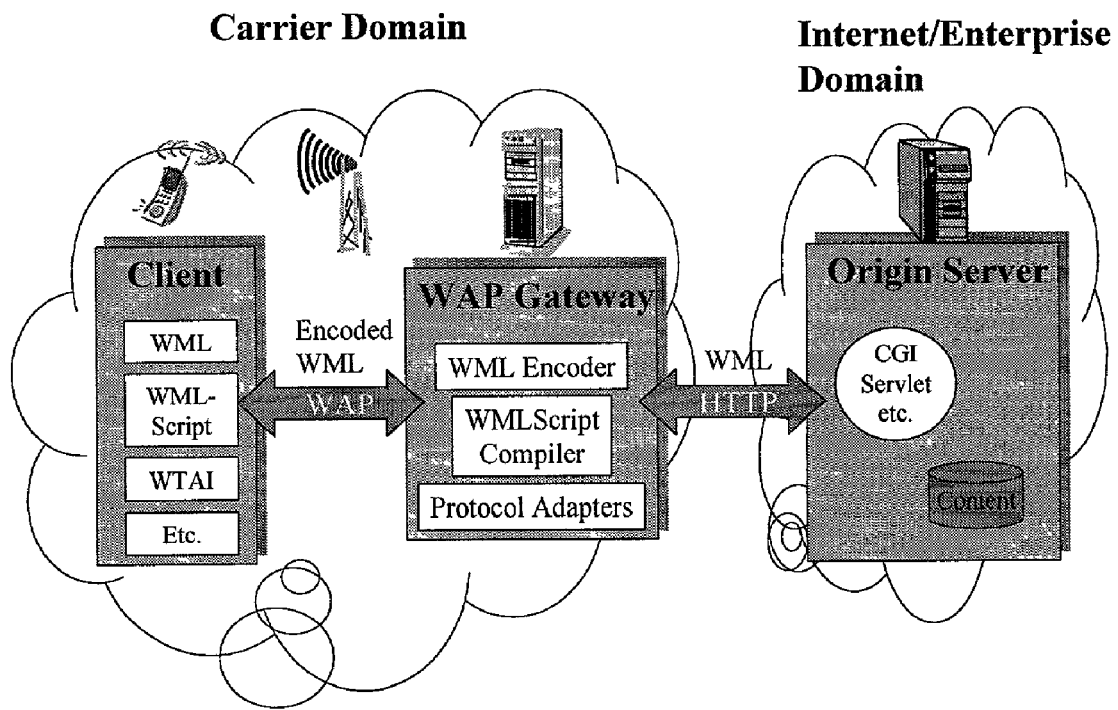 Carrier Domain
Internet/Enterprise
Domain
Client
WML
WML-
Script
WTAI
Etc.
Encoded
WML
WAP
WAP Gateway
WML Encoder
WMLScript
Compiler
Protocol Adapters
WML
HTTP
Origin Server
CGI
Servlet
etc.
Content